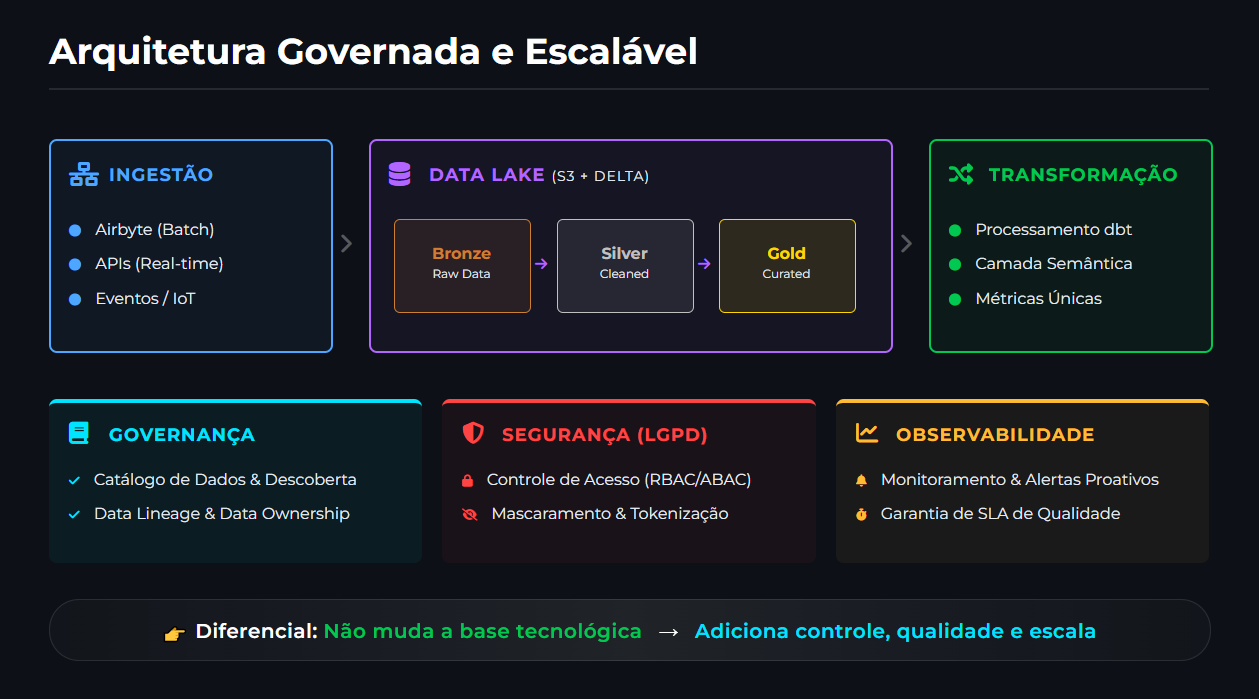 Arquitetura Governada e Escalável
INGESTÃO
Airbyte (Batch)
APIs (Real-time)
Eventos / IoT
DATA LAKE (S3 + DELTA)
Bronze
Raw Data
Silver
Cleaned
Gold
Curated
TRANSFORMAÇÃO
Processamento dbt
Camada Semântica
Métricas Únicas
GOVERNANÇA
Catálogo de Dados & Descoberta
Data Lineage & Data Ownership
SEGURANÇA (LGPD)
Controle de Acesso (RBAC/ABAC)
Mascaramento & Tokenização
OBSERVABILIDADE
Monitoramento & Alertas Proativos
Garantia de SLA de Qualidade
👉 Diferencial: Não muda a base tecnológica → Adiciona controle, qualidade e escala